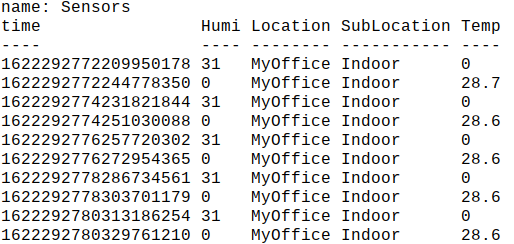 name: Sensors
time                Humi Location SubLocation Temp
----                ---- -------- ----------- ----
1622292772209950178 31   MyOffice Indoor      0
1622292772244778350 0    MyOffice Indoor      28.7
1622292774231821844 31   MyOffice Indoor      0
1622292774251030088 0    MyOffice Indoor      28.6
1622292776257720302 31   MyOffice Indoor      0
1622292776272954365 0    MyOffice Indoor      28.6
1622292778286734561 31   MyOffice Indoor      0
1622292778303701179 0    MyOffice Indoor      28.6
1622292780313186254 31   MyOffice Indoor      0
1622292780329761210 0    MyOffice Indoor      28.6